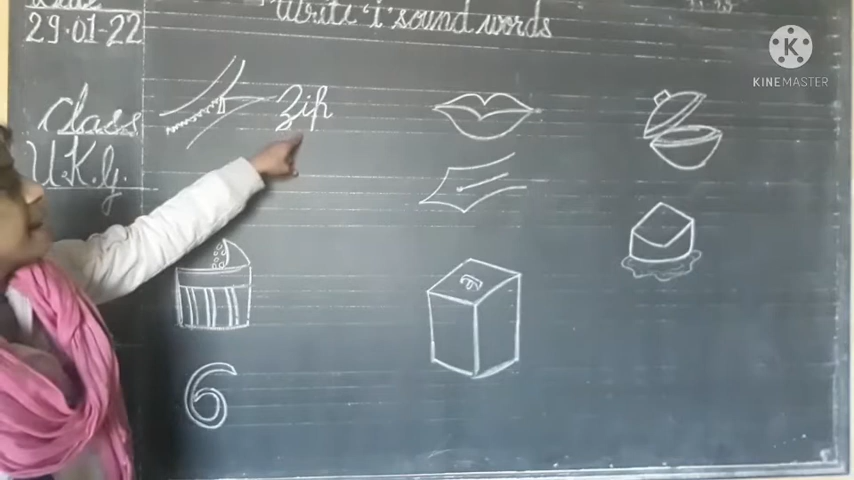 Write 'i' sound words
29-01-22
Class
U.K.g.
Zip
6
K
KINEMASTER